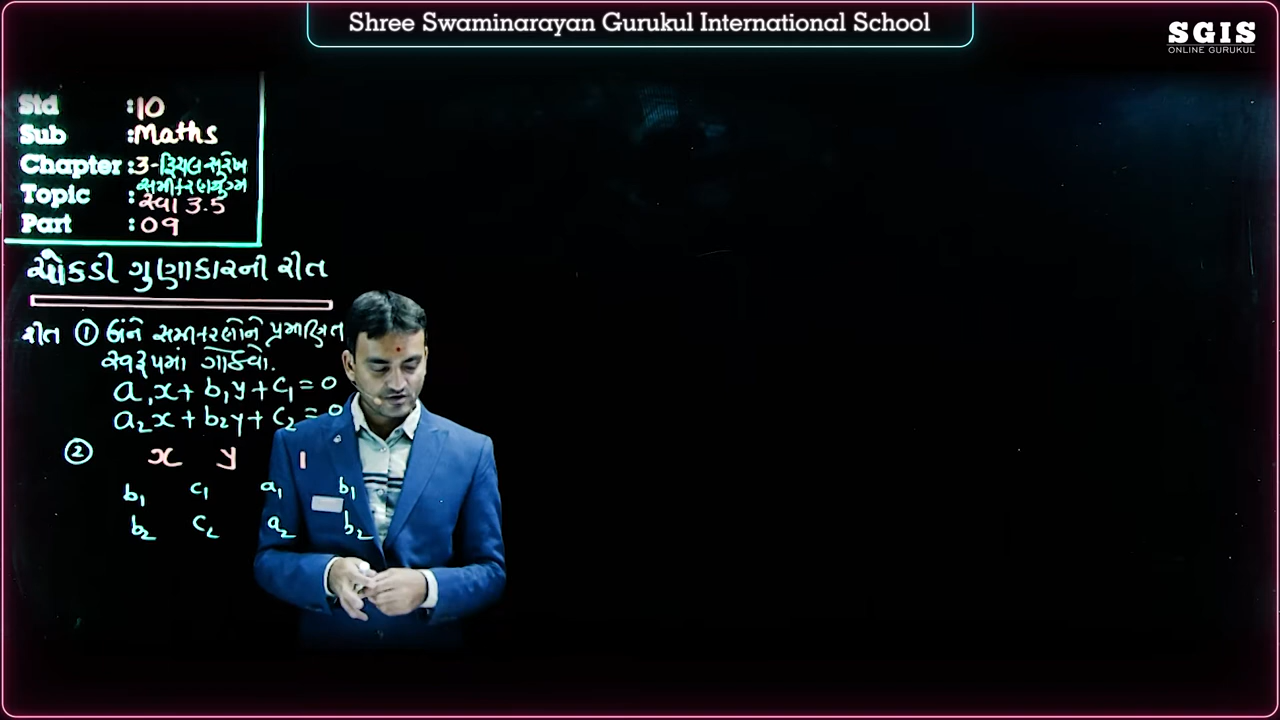 Shree Swaminarayan Gurukul International School
SGIS
ONLINE GURUKUL
Std : 10
Sub : Maths
Chapter : 3 - દ્વિચલ સુરેખ
સમીકરણયુગ્મ
Topic : સ્વા 3.5
Part : 09
ચોકડી ગુણાકારની રીત
રીત ① બંને સમીકરણોને પ્રમાણિત
સ્વરૂપમાં ગોઠવો.
a₁x + b₁y + c₁ = 0
a₂x + b₂y + c₂ = 0
② x y 1
b₁ c₁ a₁ b₁
b₂ c₂ a₂ b₂